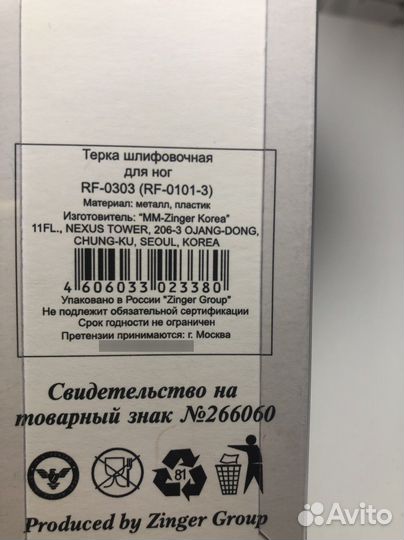 Терка шлифовочная
для ног
RF-0303 (RF-0101-3)
Материал: металл, пластик
Изготовитель: "MM-Zinger Korea"
11FL., NEXUS TOWER, 206-3 OJANG-DONG,
CHUNG-KU, SEOUL, KOREA
4 606033 023380
Упаковано в России "Zinger Group"
Не подлежит обязательной сертификации
Срок годности не ограничен
Претензии принимаются: г. Москва
Свидетельство на
товарный знак №266060
81
Produced by Zinger Group
Avito